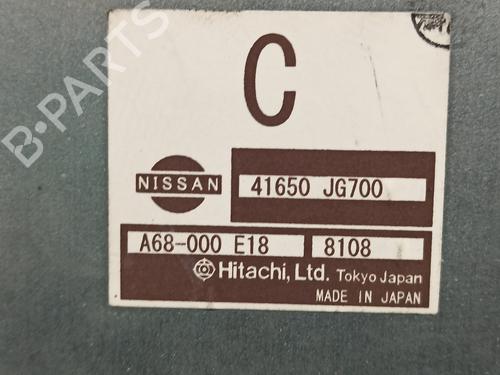 B-PARTS
C
NISSAN
41650 JG700
A68-000 E18 8108
Hitachi, Ltd. Tokyo Japan
MADE IN JAPAN